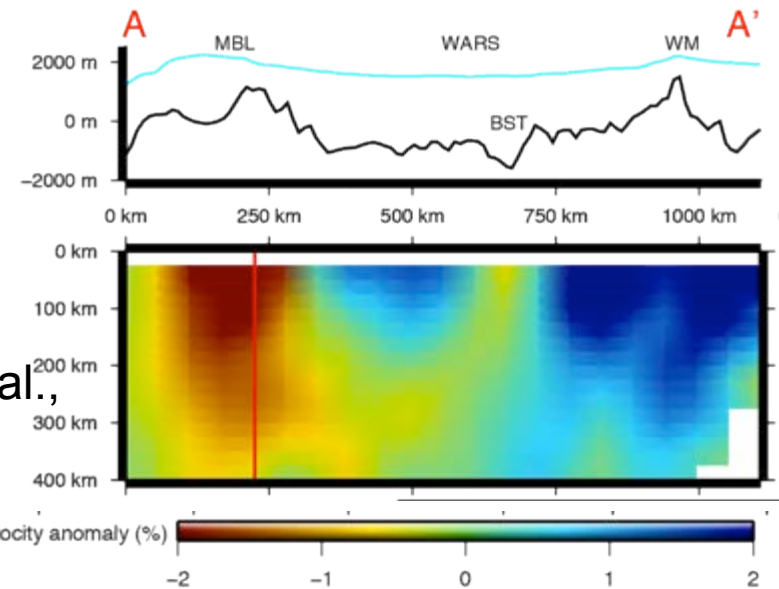 A MBL WARS WM A'
2000 m
0 m
BST
−2000 m
0 km 250 km 500 km 750 km 1000 km
0 km
100 km
200 km
al.,
300 km
400 km
ocity anomaly (%)
−2 −1 0 1 2